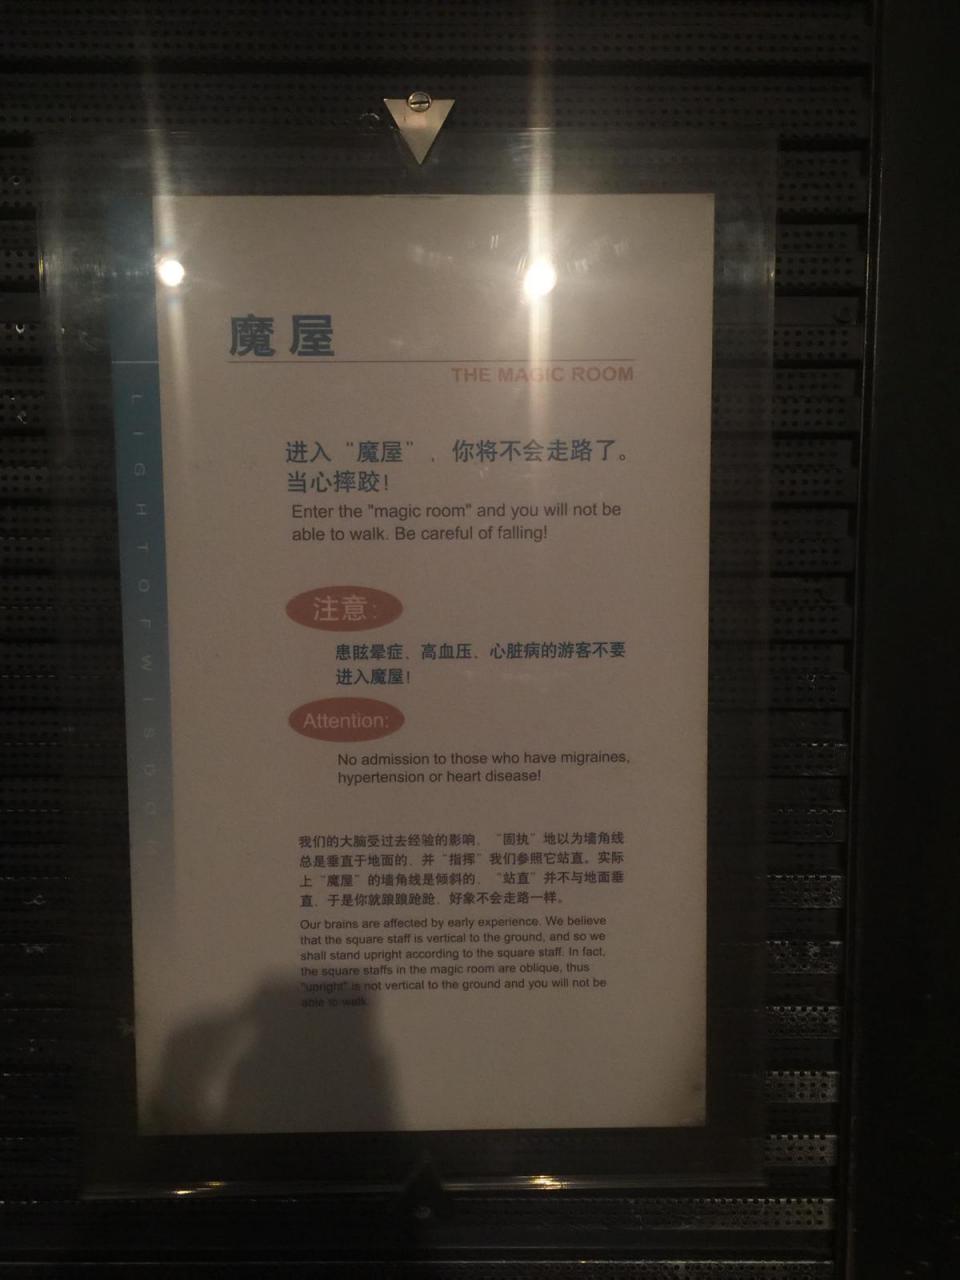 魔屋
THE MAGIC ROOM
LIGHT OF WISDOM
进入“魔屋”，你将不会走路了。
当心摔跤！
Enter the "magic room" and you will not be
able to walk. Be careful of falling!
注意：
患眩晕症、高血压、心脏病的游客不要
进入魔屋！
Attention:
No admission to those who have migraines,
hypertension or heart disease!
我们的大脑受过去经验的影响，“固执”地以为墙角线
总是垂直于地面的，并“指挥”我们参照它站直。实际
上“魔屋”的墙角线是倾斜的，“站直”并不与地面垂
直，于是你就踉踉跄跄，好象不会走路一样。
Our brains are affected by early experience. We believe
that the square staff is vertical to the ground, and so we
shall stand upright according to the square staff. In fact,
the square staffs in the magic room are oblique, thus
"upright" is not vertical to the ground and you will not be
able to walk.